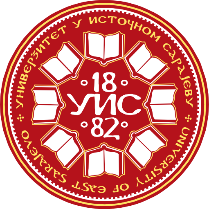 УНИВЕРЗИТЕТ У ИСТОЧНОМ САРАЈЕВУ
18
УИС
82
UNIVERSITY OF EAST SARAJEVO